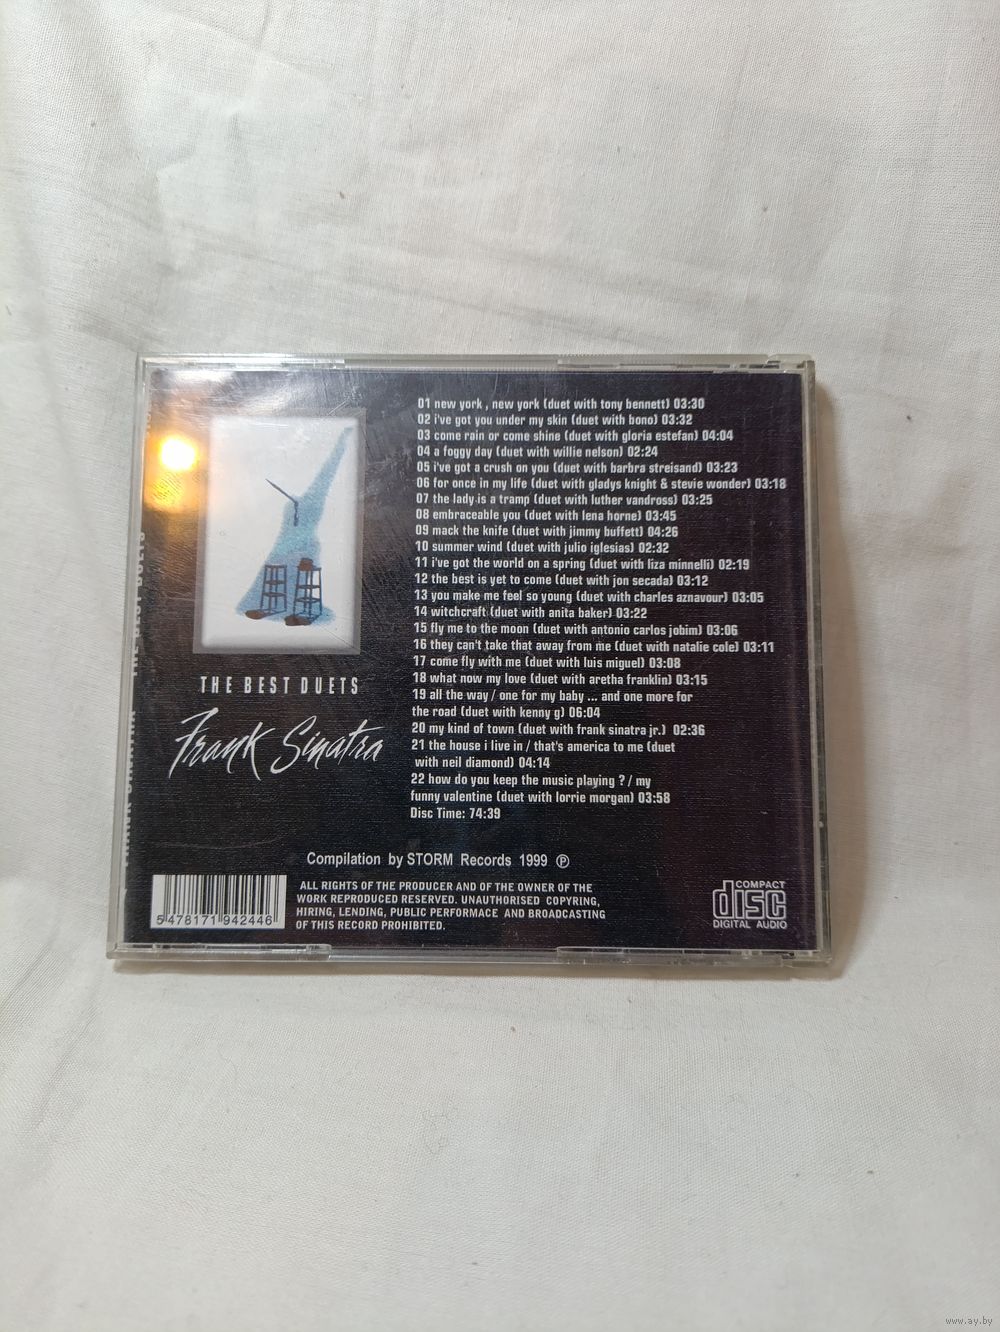 01 new york , new york (duet with tony bennett) 03:30
02 i've got you under my skin (duet with bono) 03:32
03 come rain or come shine (duet with gloria estefan) 04:04
04 a foggy day (duet with willie nelson) 02:24
05 i've got a crush on you (duet with barbra streisand) 03:23
06 for once in my life (duet with gladys knight & stevie wonder) 03:18
07 the lady is a tramp (duet with luther vandross) 03:25
08 embraceable you (duet with lena horne) 03:45
09 mack the knife (duet with jimmy buffett) 04:26
10 summer wind (duet with julio iglesias) 02:32
11 i've got the world on a spring (duet with liza minnelli) 02:19
12 the best is yet to come (duet with jon secada) 03:12
13 you make me feel so young (duet with charles aznavour) 03:05
14 witchcraft (duet with anita baker) 03:22
15 fly me to the moon (duet with antonio carlos jobim) 03:06
16 they can't take that away from me (duet with natalie cole) 03:11
17 come fly with me (duet with luis miguel) 03:08
18 what now my love (duet with aretha franklin) 03:15
19 all the way / one for my baby ... and one more for
the road (duet with kenny g) 06:04
20 my kind of town (duet with frank sinatra jr.) 02:36
21 the house i live in / that's america to me (duet
with neil diamond) 04:14
22 how do you keep the music playing ? / my
funny valentine (duet with lorrie morgan) 03:58
Disc Time: 74:39
THE BEST DUETS
Frank Sinatra
Compilation by STORM Records 1999 ℗
ALL RIGHTS OF THE PRODUCER AND OF THE OWNER OF THE
WORK REPRODUCED RESERVED. UNAUTHORISED COPYRING,
HIRING, LENDING, PUBLIC PERFORMACE AND BROADCASTING
OF THIS RECORD PROHIBITED.
5 478171 942446
COMPACT
disc
DIGITAL AUDIO
www.ay.by